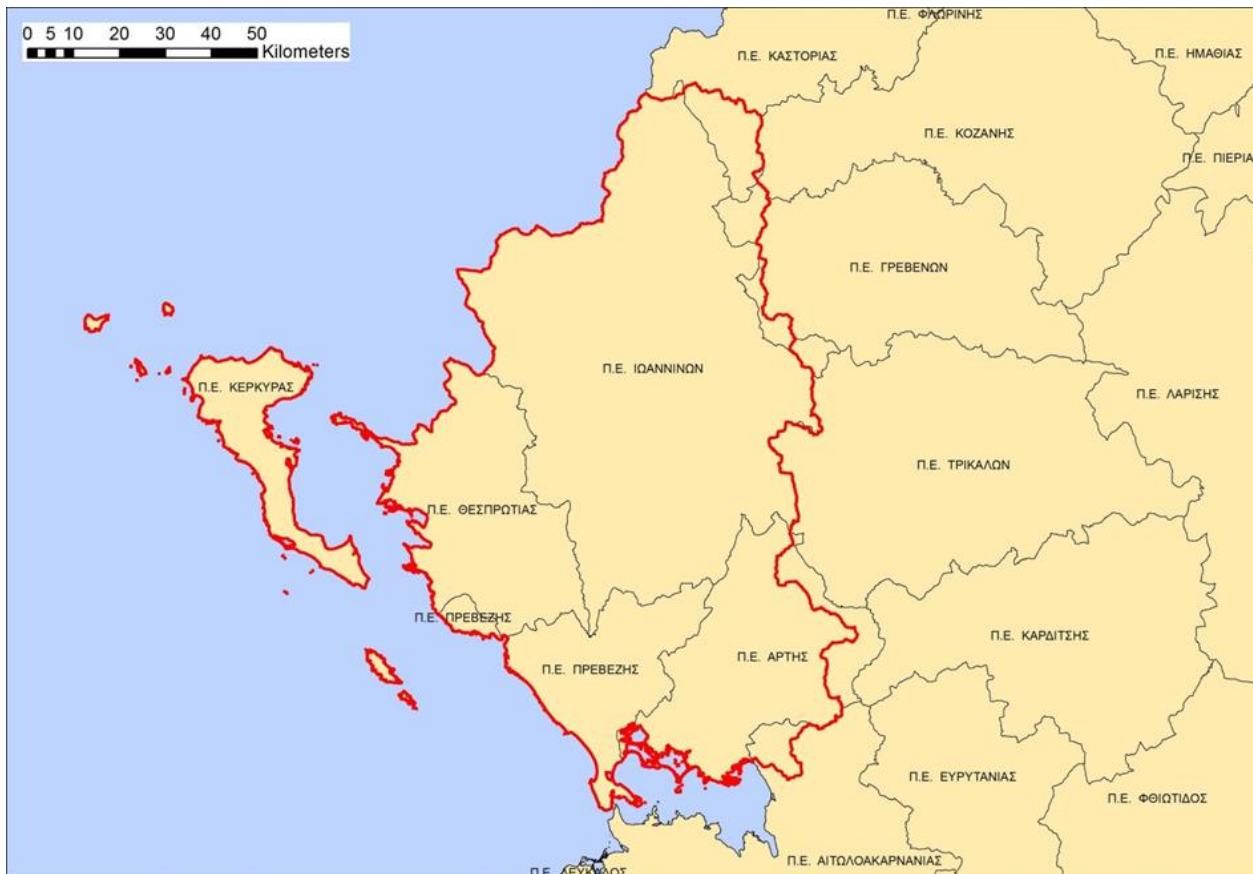 0 5 10 20 30 40 50
Kilometers
Π.Ε. ΦΛΩΡΙΝΗΣ
Π.Ε. ΚΑΣΤΟΡΙΑΣ
Π.Ε. ΗΜΑΘΙΑΣ
Π.Ε. ΚΟΖΑΝΗΣ
Π.Ε. ΠΙΕΡΙΑ
Π.Ε. ΓΡΕΒΕΝΩΝ
Π.Ε. ΙΩΑΝΝΙΝΩΝ
Π.Ε. ΚΕΡΚΥΡΑΣ
Π.Ε. ΛΑΡΙΣΗΣ
Π.Ε. ΤΡΙΚΑΛΩΝ
Π.Ε. ΘΕΣΠΡΩΤΙΑΣ
Π.Ε. ΠΡΕΒΕΖΗΣ
Π.Ε. ΚΑΡΔΙΤΣΗΣ
Π.Ε. ΑΡΤΗΣ
Π.Ε. ΠΡΕΒΕΖΗΣ
Π.Ε. ΕΥΡΥΤΑΝΙΑΣ
Π.Ε. ΦΘΙΩΤΙΔΟΣ
Π.Ε. ΑΙΤΩΛΟΑΚΑΡΝΑΝΙΑΣ
Π.Ε. ΛΕΥΚΑΔΟΣ